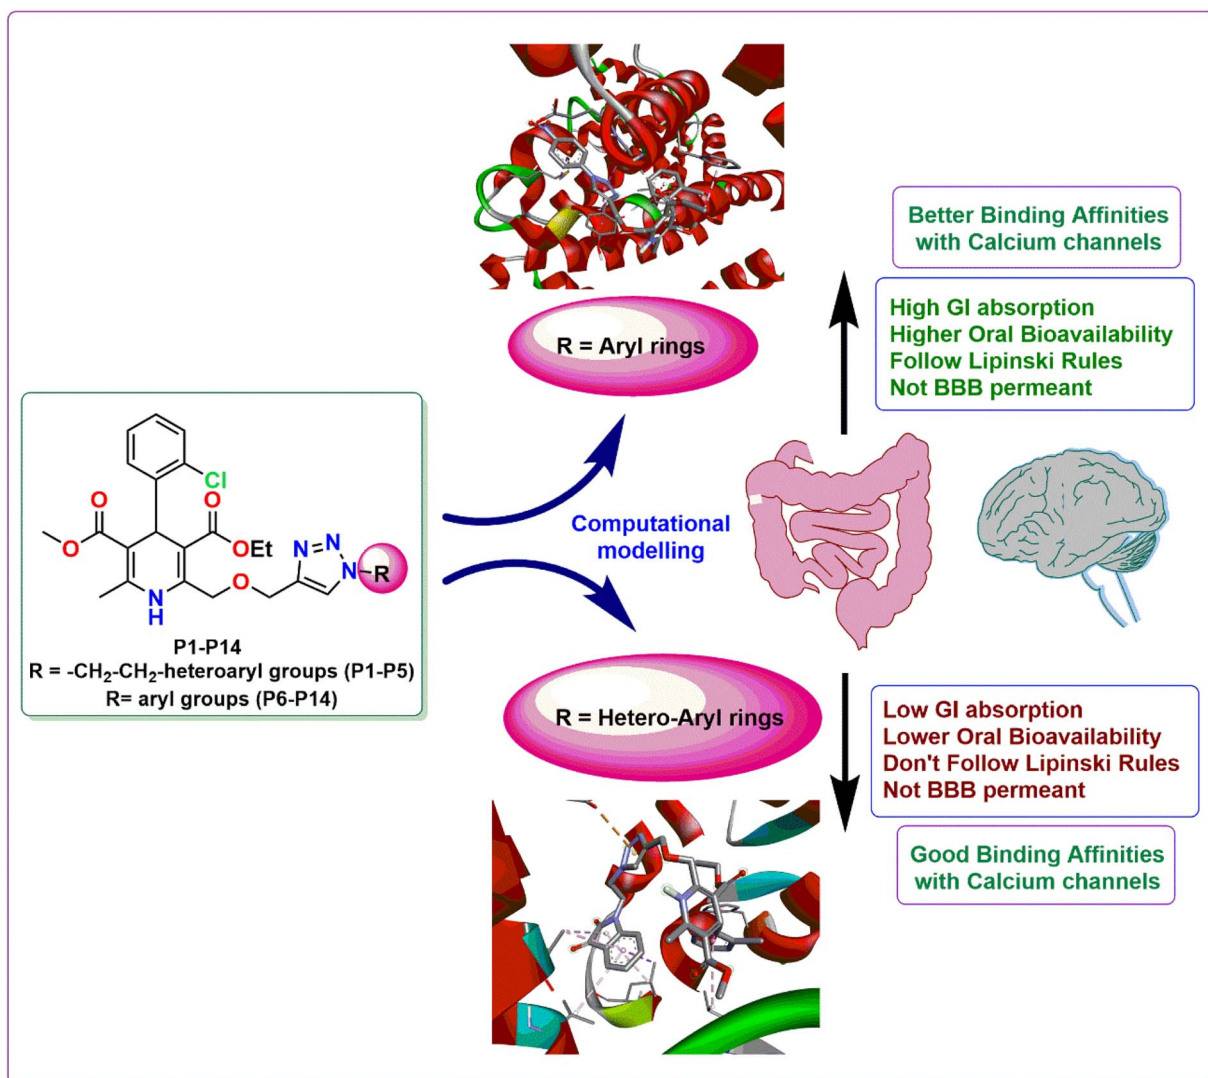 R = Aryl rings
Better Binding Affinities
with Calcium channels
High GI absorption
Higher Oral Bioavailability
Follow Lipinski Rules
Not BBB permeant
Cl
O
O
O
OEt
N
H
O
N
N
N
R
P1-P14
R = -CH₂-CH₂-heteroaryl groups (P1-P5)
R= aryl groups (P6-P14)
Computational
modelling
R = Hetero-Aryl rings
Low GI absorption
Lower Oral Bioavailability
Don't Follow Lipinski Rules
Not BBB permeant
Good Binding Affinities
with Calcium channels